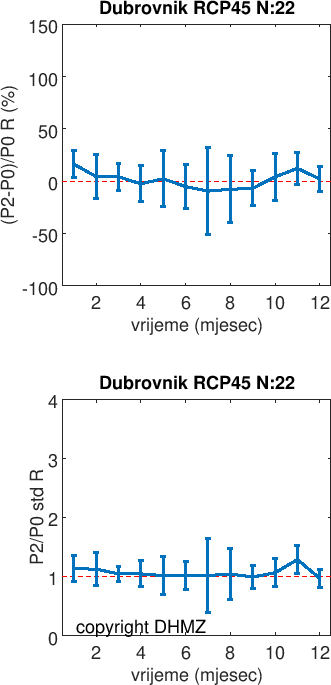 Dubrovnik RCP45 N:22
150
100
50
0
-50
-100
(P2-P0)/P0 R (%)
2 4 6 8 10 12
vrijeme (mjesec)
Dubrovnik RCP45 N:22
4
3
2
1
0
P2/P0 std R
copyright DHMZ
2 4 6 8 10 12
vrijeme (mjesec)